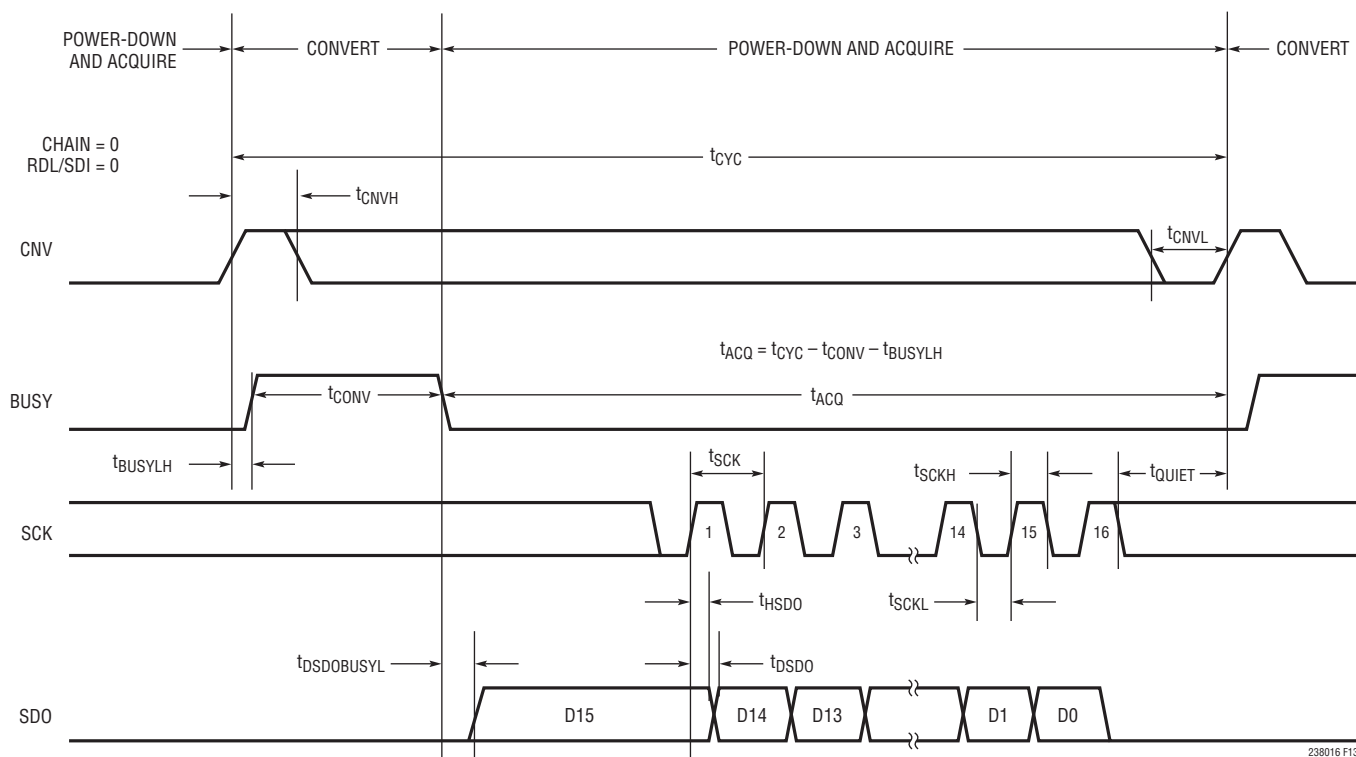 POWER-DOWN
AND ACQUIRE
CONVERT
POWER-DOWN AND ACQUIRE
CONVERT
CHAIN = 0
RDL/SDI = 0
tCYC
tCNVH
CNV
tCNVL
tACQ = tCYC – tCONV – tBUSYLH
BUSY
tCONV
tACQ
tBUSYLH
tSCK
tSCKH
tQUIET
SCK
1
2
3
14
15
16
tHSDO
tSCKL
tDSDOBUSYL
tDSDO
SDO
D15
D14
D13
D1
D0
238016 F13